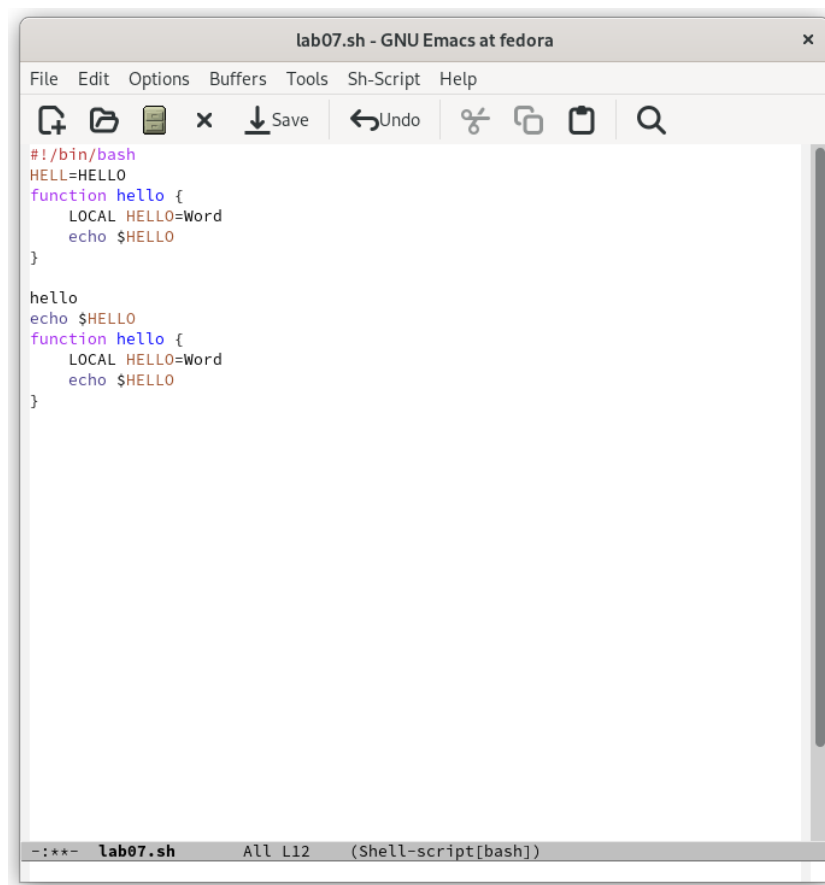 lab07.sh - GNU Emacs at fedora
File Edit Options Buffers Tools Sh-Script Help
Save Undo
#!/bin/bash
HELL=HELLO
function hello {
    LOCAL HELLO=Word
    echo $HELLO
}
hello
echo $HELLO
function hello {
    LOCAL HELLO=Word
    echo $HELLO
}
-:**- lab07.sh All L12 (Shell-script[bash])